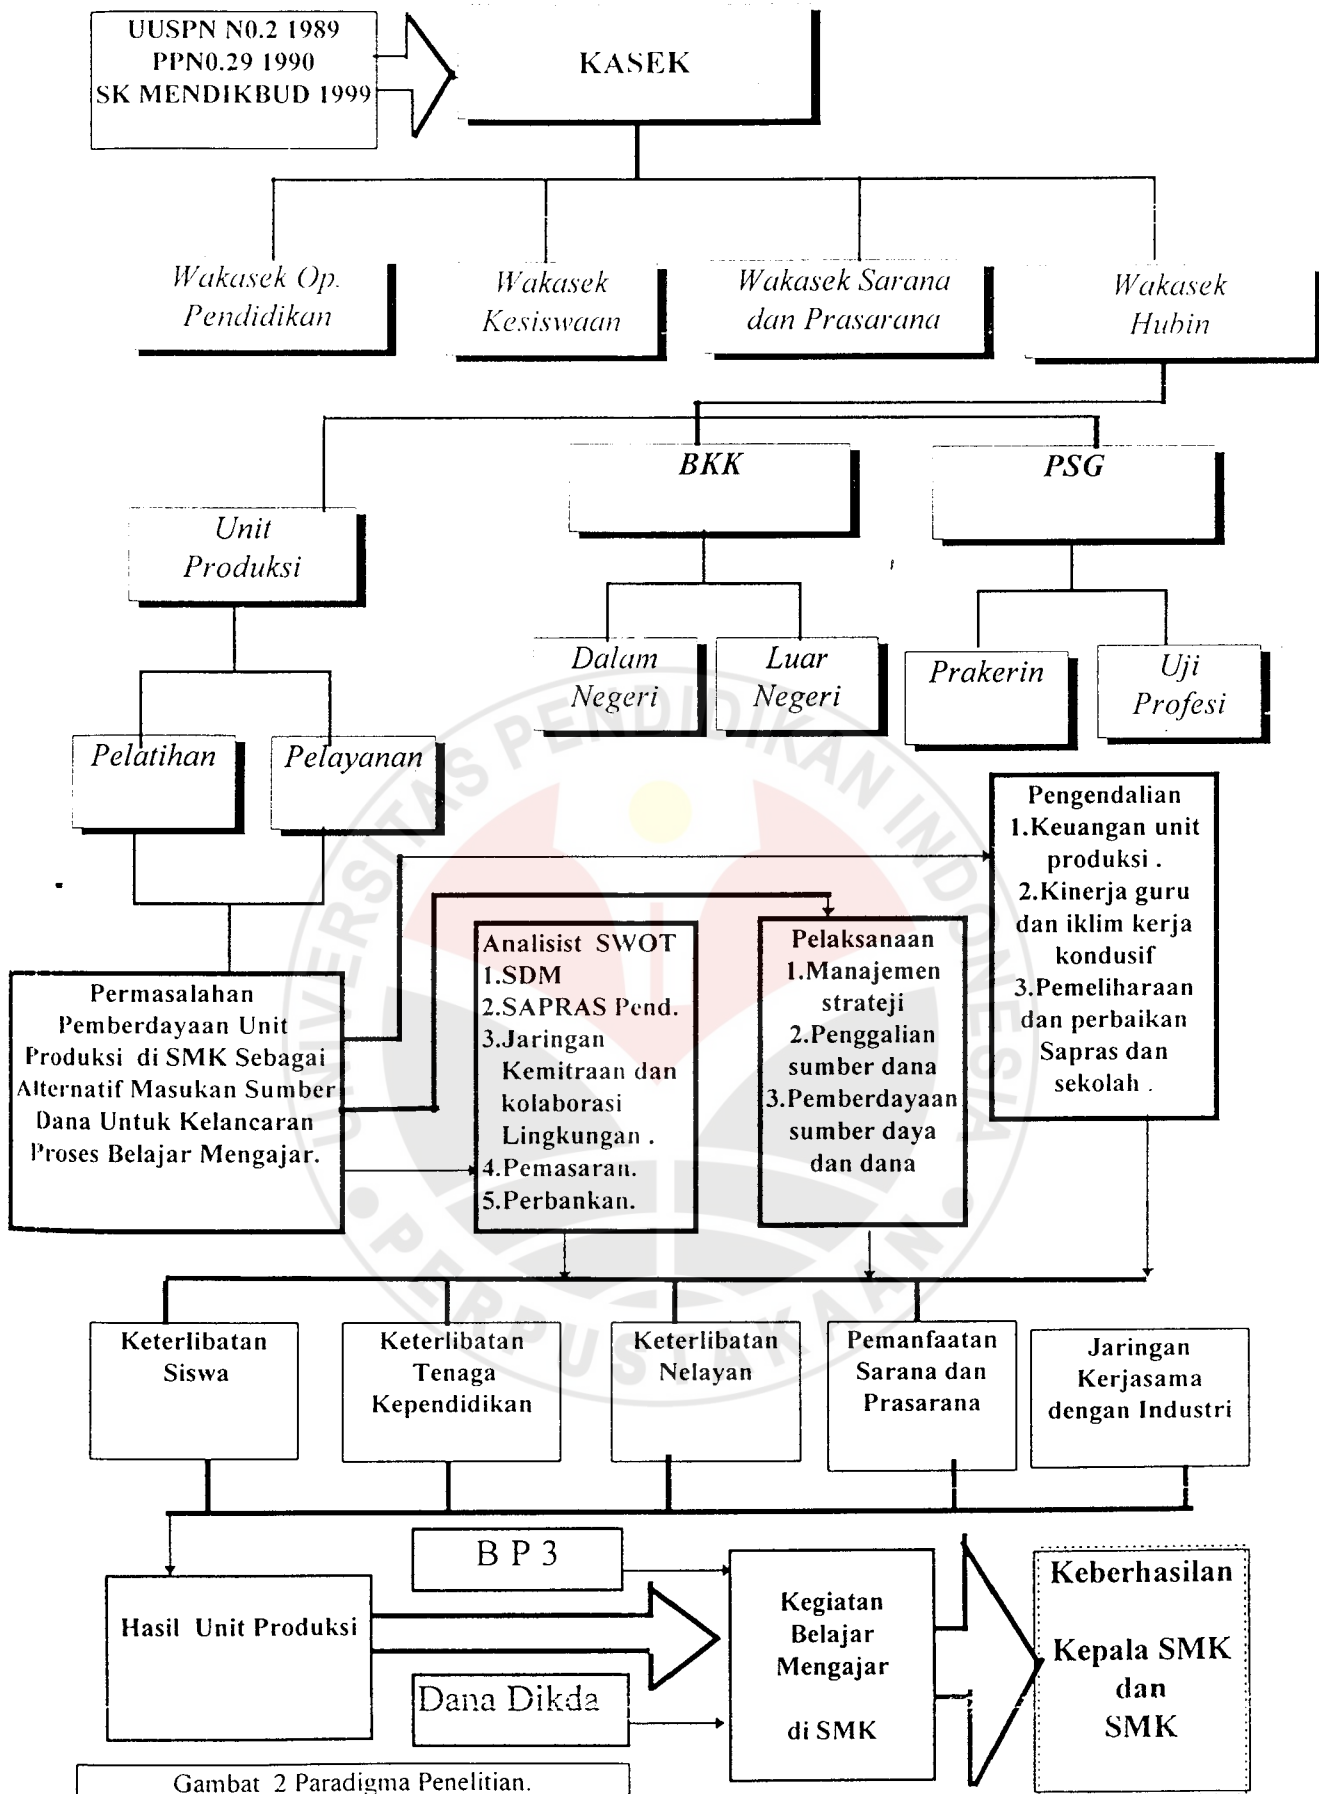 UUSPN N0.2 1989
PPN0.29 1990
SK MENDIKBUD 1999
KASEK
Wakasek Op.
Pendidikan
Wakasek
Kesiswaan
Wakasek Sarana
dan Prasarana
Wakasek
Hubin
BKK
PSG
Unit
Produksi
Dalam
Negeri
Luar
Negeri
Prakerin
Uji
Profesi
Pelatihan
Pelayanan
Pengendalian
1.Keuangan unit
produksi .
2.Kinerja guru
dan iklim kerja
kondusif
3.Pemeliharaan
dan perbaikan
Sapras dan
sekolah .
Analisist SWOT
1.SDM
2.SAPRAS Pend.
3.Jaringan
Kemitraan dan
kolaborasi
Lingkungan .
4.Pemasaran.
5.Perbankan.
Pelaksanaan
1.Manajemen
strateji
2.Penggalian
sumber dana
3.Pemberdayaan
sumber daya
dan dana
Permasalahan
Pemberdayaan Unit
Produksi di SMK Sebagai
Alternatif Masukan Sumber
Dana Untuk Kelancaran
Proses Belajar Mengajar.
Keterlibatan
Siswa
Keterlibatan
Tenaga
Kependidikan
Keterlibatan
Nelayan
Pemanfaatan
Sarana dan
Prasarana
Jaringan
Kerjasama
dengan Industri
B P 3
Hasil Unit Produksi
Dana Dikda
Kegiatan
Belajar
Mengajar
di SMK
Keberhasilan
Kepala SMK
dan
SMK
Gambat 2 Paradigma Penelitian.
UNIVERSITAS PENDIDIKAN INDONESIA
PERPUSTAKAAN